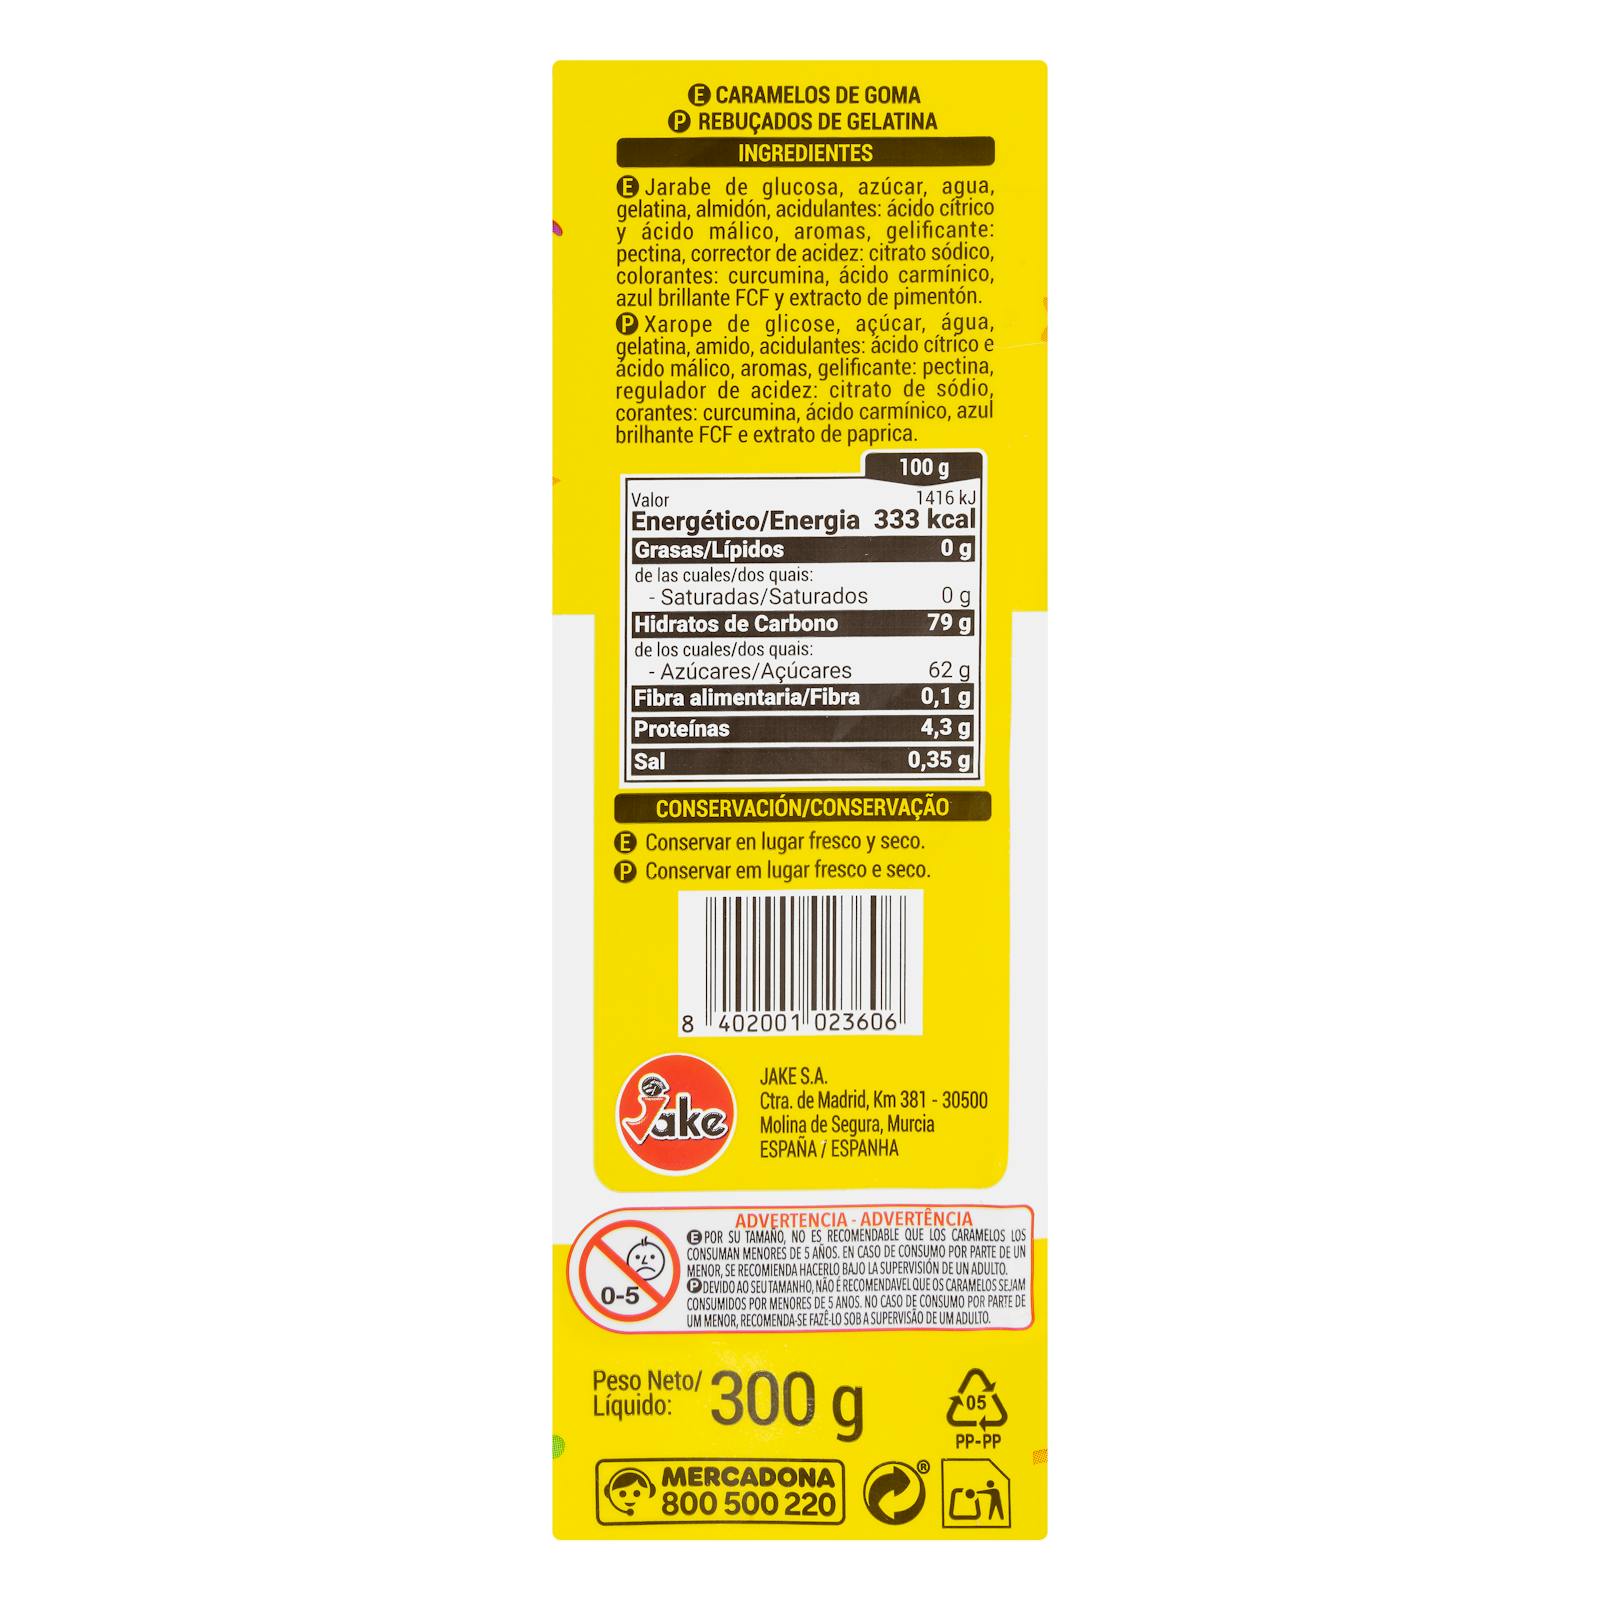 E CARAMELOS DE GOMA
P REBUÇADOS DE GELATINA
INGREDIENTES
E Jarabe de glucosa, azúcar, agua,
gelatina, almidón, acidulantes: ácido cítrico
y ácido málico, aromas, gelificante:
pectina, corrector de acidez: citrato sódico,
colorantes: curcumina, ácido carmínico,
azul brillante FCF y extracto de pimentón.
P Xarope de glicose, açúcar, água,
gelatina, amido, acidulantes: ácido cítrico e
ácido málico, aromas, gelificante: pectina,
regulador de acidez: citrato de sódio,
corantes: curcumina, ácido carmínico, azul
brilhante FCF e extrato de paprica.
100 g
Valor 1416 kJ
Energético/Energia 333 kcal
Grasas/Lípidos 0 g
de las cuales/dos quais:
- Saturadas/Saturados 0 g
Hidratos de Carbono 79 g
de los cuales/dos quais:
- Azúcares/Açúcares 62 g
Fibra alimentaria/Fibra 0,1 g
Proteínas 4,3 g
Sal 0,35 g
CONSERVACIÓN/CONSERVAÇÃO
E Conservar en lugar fresco y seco.
P Conservar em lugar fresco e seco.
8 402001 023606
Jake
JAKE S.A.
Ctra. de Madrid, Km 381 - 30500
Molina de Segura, Murcia
ESPAÑA / ESPANHA
ADVERTENCIA - ADVERTÊNCIA
E POR SU TAMAÑO, NO ES RECOMENDABLE QUE LOS CARAMELOS LOS
CONSUMAN MENORES DE 5 AÑOS. EN CASO DE CONSUMO POR PARTE DE UN
MENOR, SE RECOMIENDA HACERLO BAJO LA SUPERVISIÓN DE UN ADULTO.
P DEVIDO AO SEU TAMANHO, NÃO É RECOMENDAVEL QUE OS CARAMELOS SEJAM
CONSUMIDOS POR MENORES DE 5 ANOS. NO CASO DE CONSUMO POR PARTE DE
UM MENOR, RECOMENDA-SE FAZÊ-LO SOB A SUPERVISÃO DE UM ADULTO.
0-5
Peso Neto/
Líquido: 300 g
05
PP-PP
MERCADONA
800 500 220
®